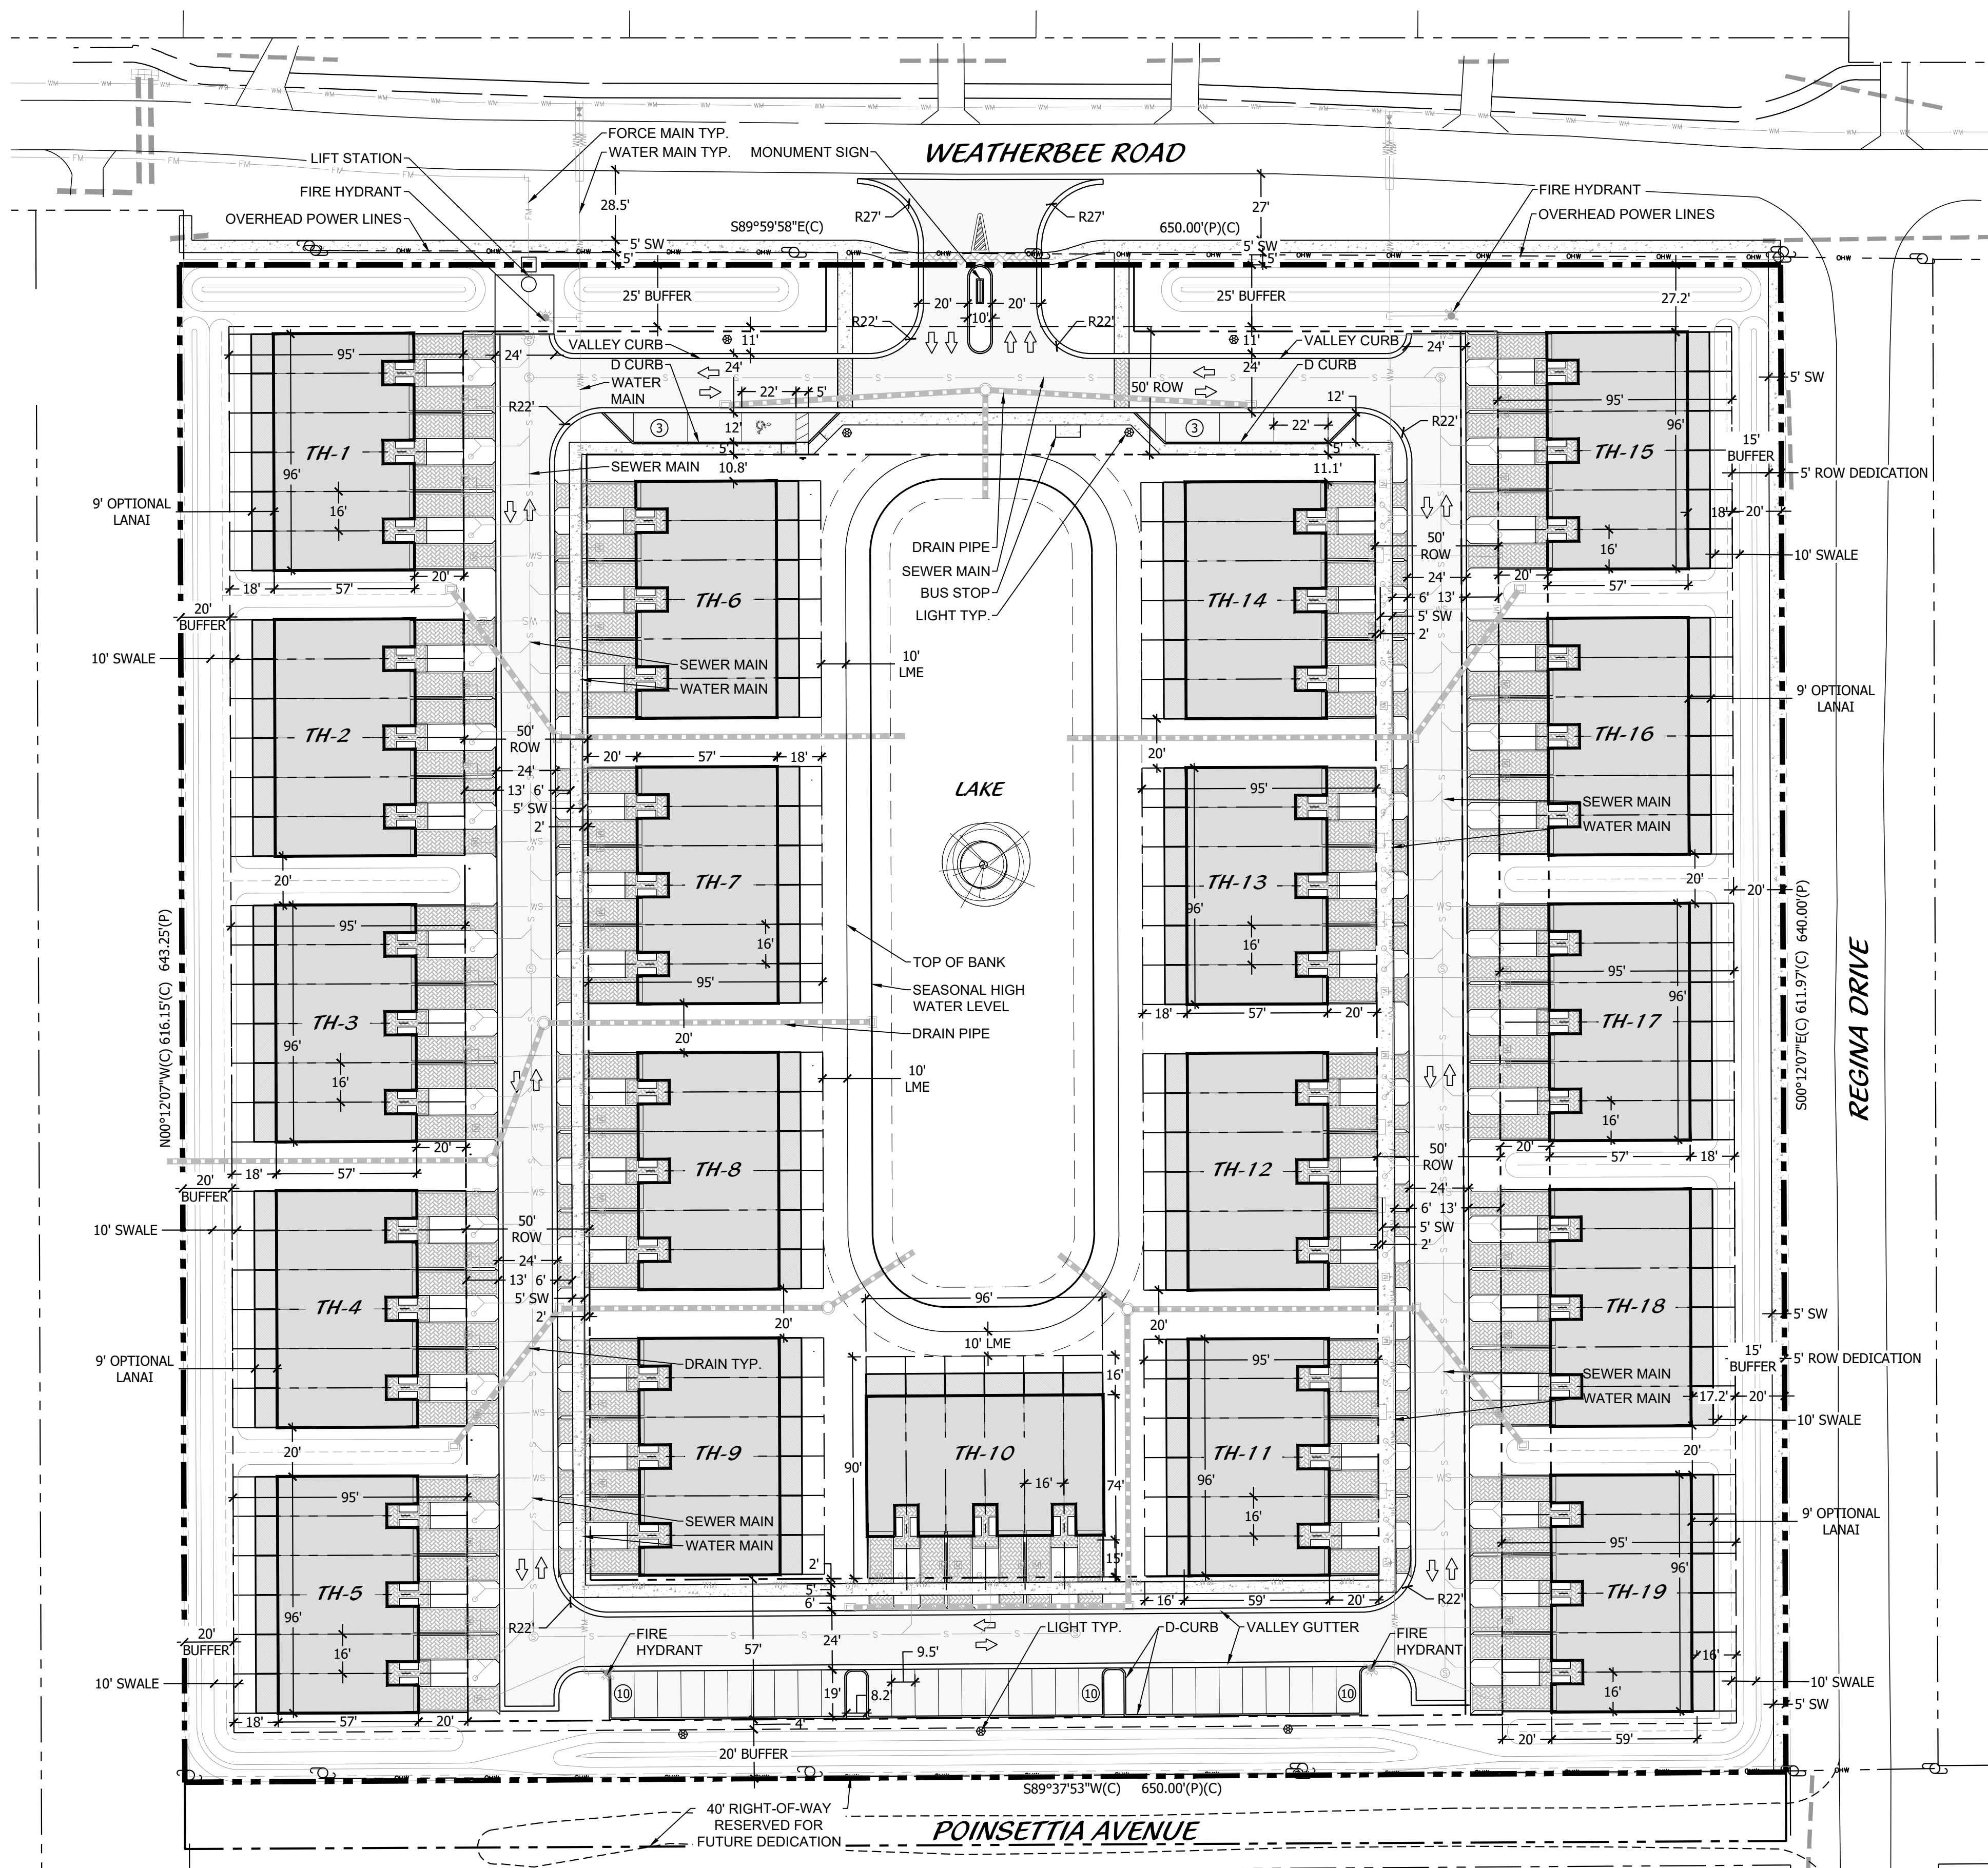 WEATHERBEE ROAD
FORCE MAIN TYP.
WATER MAIN TYP.
MONUMENT SIGN
LIFT STATION
FIRE HYDRANT
OVERHEAD POWER LINES
FIRE HYDRANT
OVERHEAD POWER LINES
28.5'
R27'
R27'
27'
S89°59'58"E(C)
650.00'(P)(C)
5' SW
5'
5' SW
5'
25' BUFFER
20'
20'
10'
25' BUFFER
27.2'
R22'
R22'
11'
11'
VALLEY CURB
VALLEY CURB
95'
24'
24'
24'
24'
D CURB
D CURB
WATER
MAIN
22'
5'
50' ROW
12'
22'
5' SW
95'
R22'
R22'
3
12'
3
5'
5'
TH-1
96'
TH-15
96'
15'
BUFFER
SEWER MAIN
10.8'
11.1'
5' ROW DEDICATION
9' OPTIONAL
LANAI
16'
18'
20'
DRAIN PIPE
SEWER MAIN
BUS STOP
LIGHT TYP.
50'
ROW
16'
10' SWALE
20'
18'
57'
24'
20'
57'
TH-6
TH-14
6' 13'
5' SW
2'
20'
BUFFER
10' SWALE
SEWER MAIN
WATER MAIN
10'
LME
9' OPTIONAL
LANAI
TH-2
TH-16
50'
ROW
20'
57'
18'
20'
24'
13' 6'
5' SW
2'
LAKE
95'
SEWER MAIN
WATER MAIN
20'
TH-7
TH-13
20'
20'
95'
96'
16'
96'
16'
95'
TOP OF BANK
SEASONAL HIGH
WATER LEVEL
DRAIN PIPE
95'
96'
TH-3
96'
16'
TH-17
18'
57'
20'
20'
N00°12'07"W(C) 616.15'(C) 643.25'(P)
S00°12'07"E(C) 611.97'(C) 640.00'(P)
REGINA DRIVE
10'
LME
16'
20'
18'
57'
20'
BUFFER
50'
ROW
20'
57'
18'
TH-8
TH-12
24'
6' 13'
5' SW
2'
10' SWALE
50'
ROW
24'
13' 6'
5' SW
2'
TH-4
TH-18
96'
20'
20'
5' SW
10' LME
DRAIN TYP.
95'
15'
BUFFER
5' ROW DEDICATION
9' OPTIONAL
LANAI
16'
SEWER MAIN
WATER MAIN
17.2'
20'
10' SWALE
20'
20'
TH-9
TH-10
TH-11
90'
16'
74'
96'
16'
95'
SEWER MAIN
WATER MAIN
9' OPTIONAL
LANAI
95'
96'
2'
5'
6'
15'
TH-5
96'
TH-19
16'
59'
20'
R22'
R22'
20'
BUFFER
16'
FIRE
HYDRANT
57'
24'
9.5'
LIGHT TYP.
D-CURB
VALLEY GUTTER
FIRE
HYDRANT
16'
16'
10' SWALE
10
19'
8.2'
10
10
10' SWALE
5' SW
18'
57'
20'
4'
20'
59'
20' BUFFER
S89°37'53"W(C)
650.00'(P)(C)
40' RIGHT-OF-WAY
RESERVED FOR
FUTURE DEDICATION
POINSETTIA AVENUE